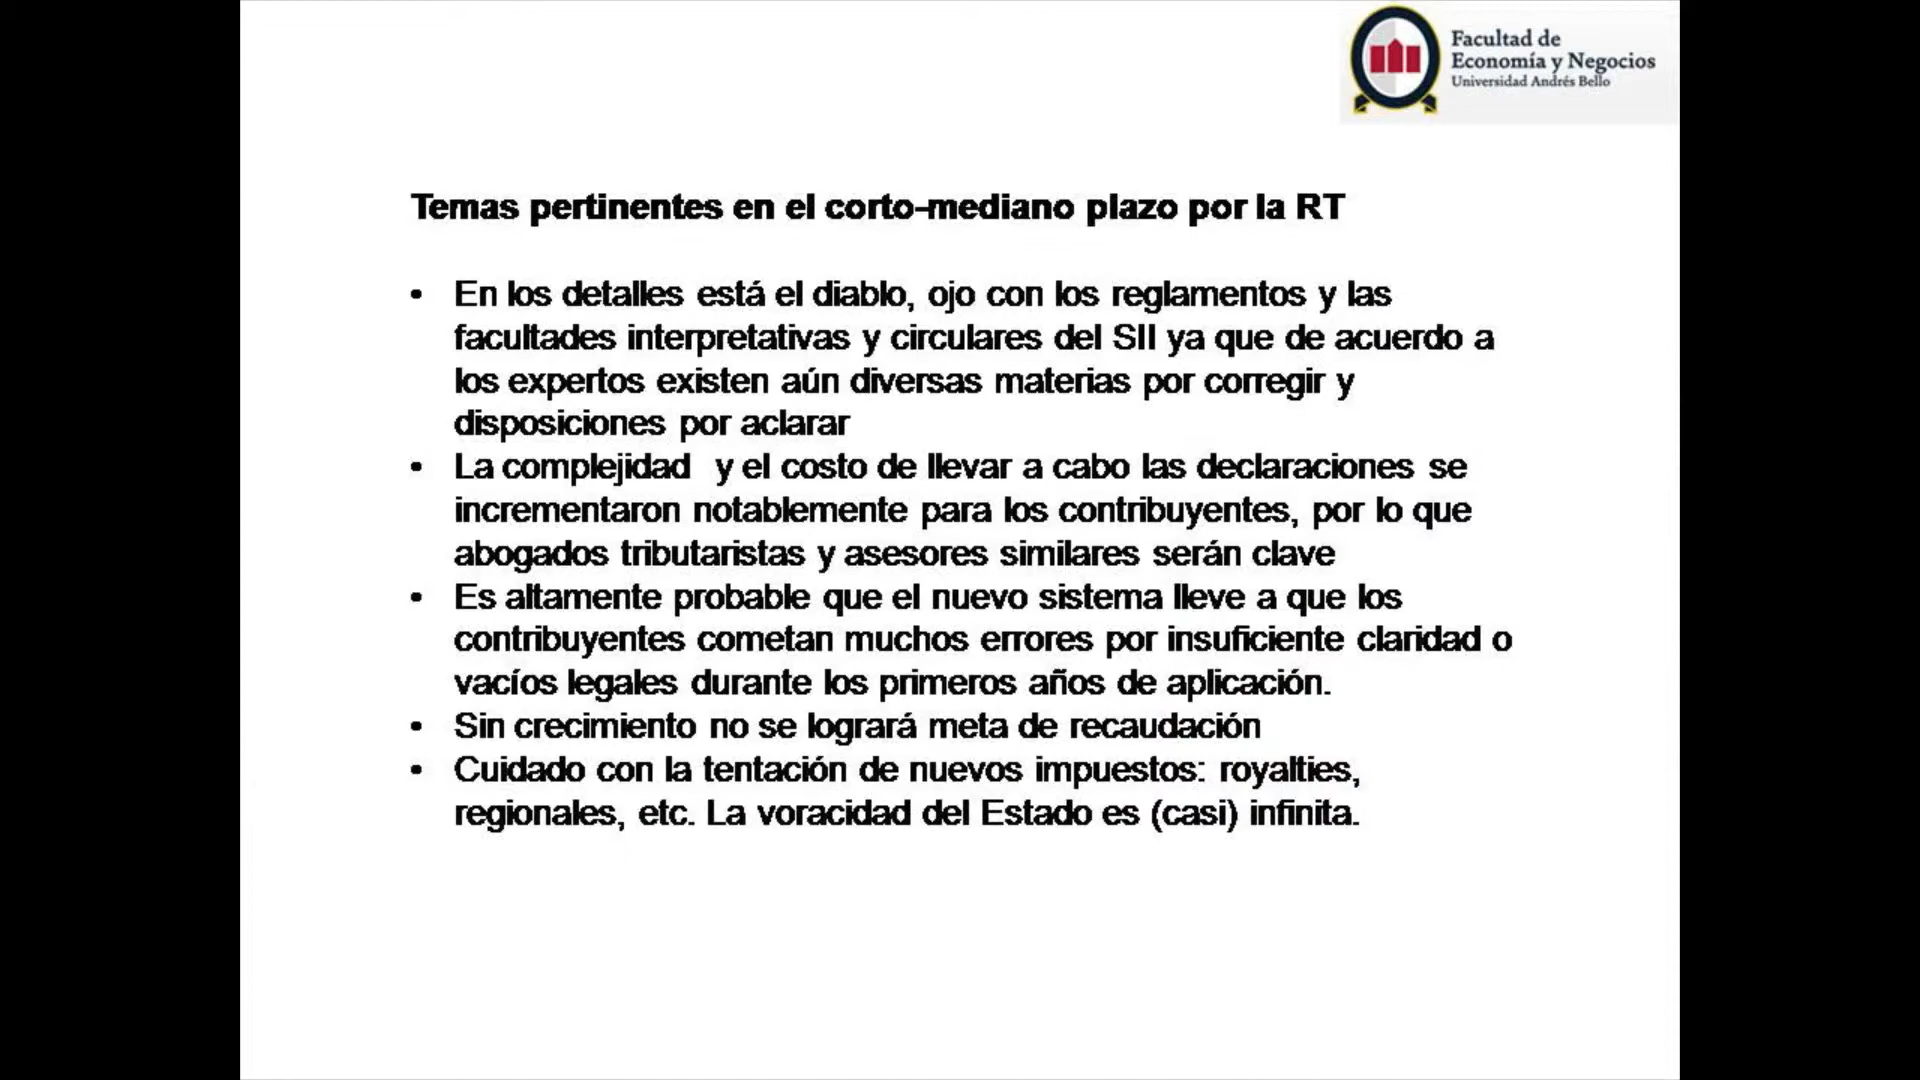 Facultad de
Economía y Negocios
Universidad Andrés Bello
Temas pertinentes en el corto-mediano plazo por la RT
• En los detalles está el diablo, ojo con los reglamentos y las
facultades interpretativas y circulares del SII ya que de acuerdo a
los expertos existen aún diversas materias por corregir y
disposiciones por aclarar
• La complejidad y el costo de llevar a cabo las declaraciones se
incrementaron notablemente para los contribuyentes, por lo que
abogados tributaristas y asesores similares serán clave
• Es altamente probable que el nuevo sistema lleve a que los
contribuyentes cometan muchos errores por insuficiente claridad o
vacíos legales durante los primeros años de aplicación.
• Sin crecimiento no se logrará meta de recaudación
• Cuidado con la tentación de nuevos impuestos: royalties,
regionales, etc. La voracidad del Estado es (casi) infinita.